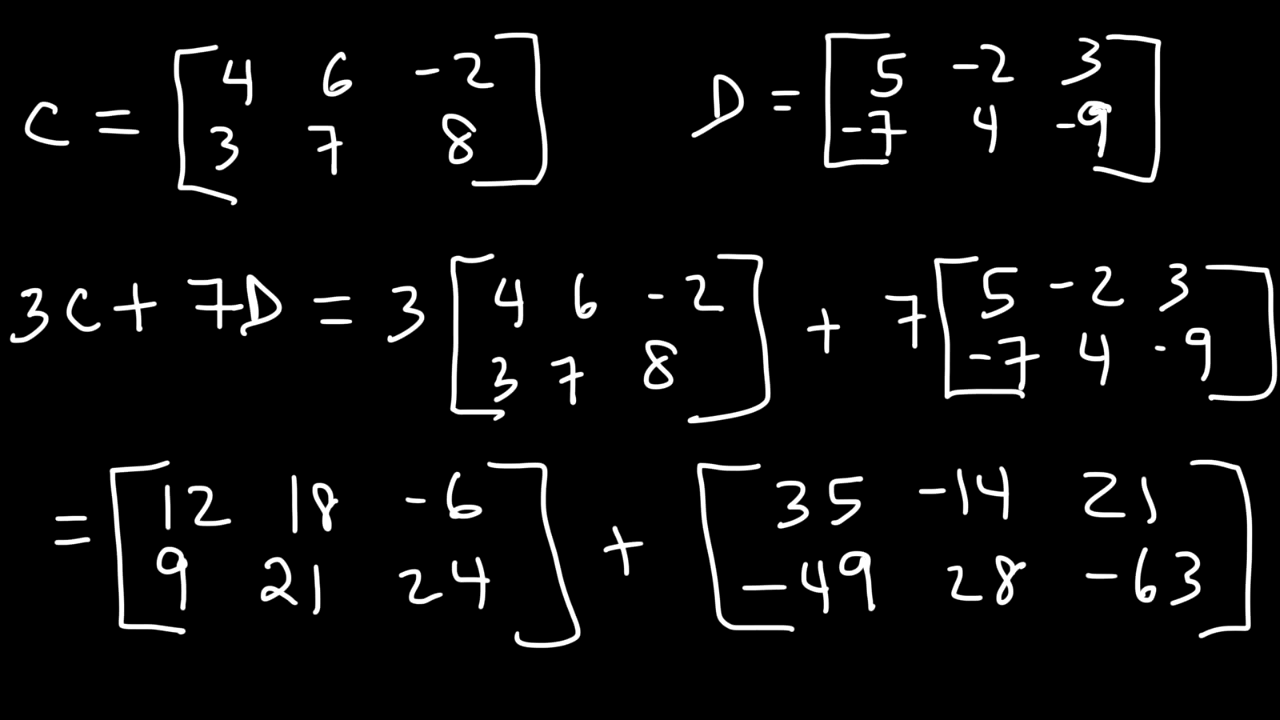 C = [ 4 6 -2 ] D = [ 5 -2 3 ]
[ 3 7 8 ] [ -7 4 -9 ]
3C + 7D = 3 [ 4 6 -2 ] + 7 [ 5 -2 3 ]
[ 3 7 8 ] [ -7 4 -9 ]
= [ 12 18 -6 ] + [ 35 -14 21 ]
[ 9 21 24 ] [ -49 28 -63 ]